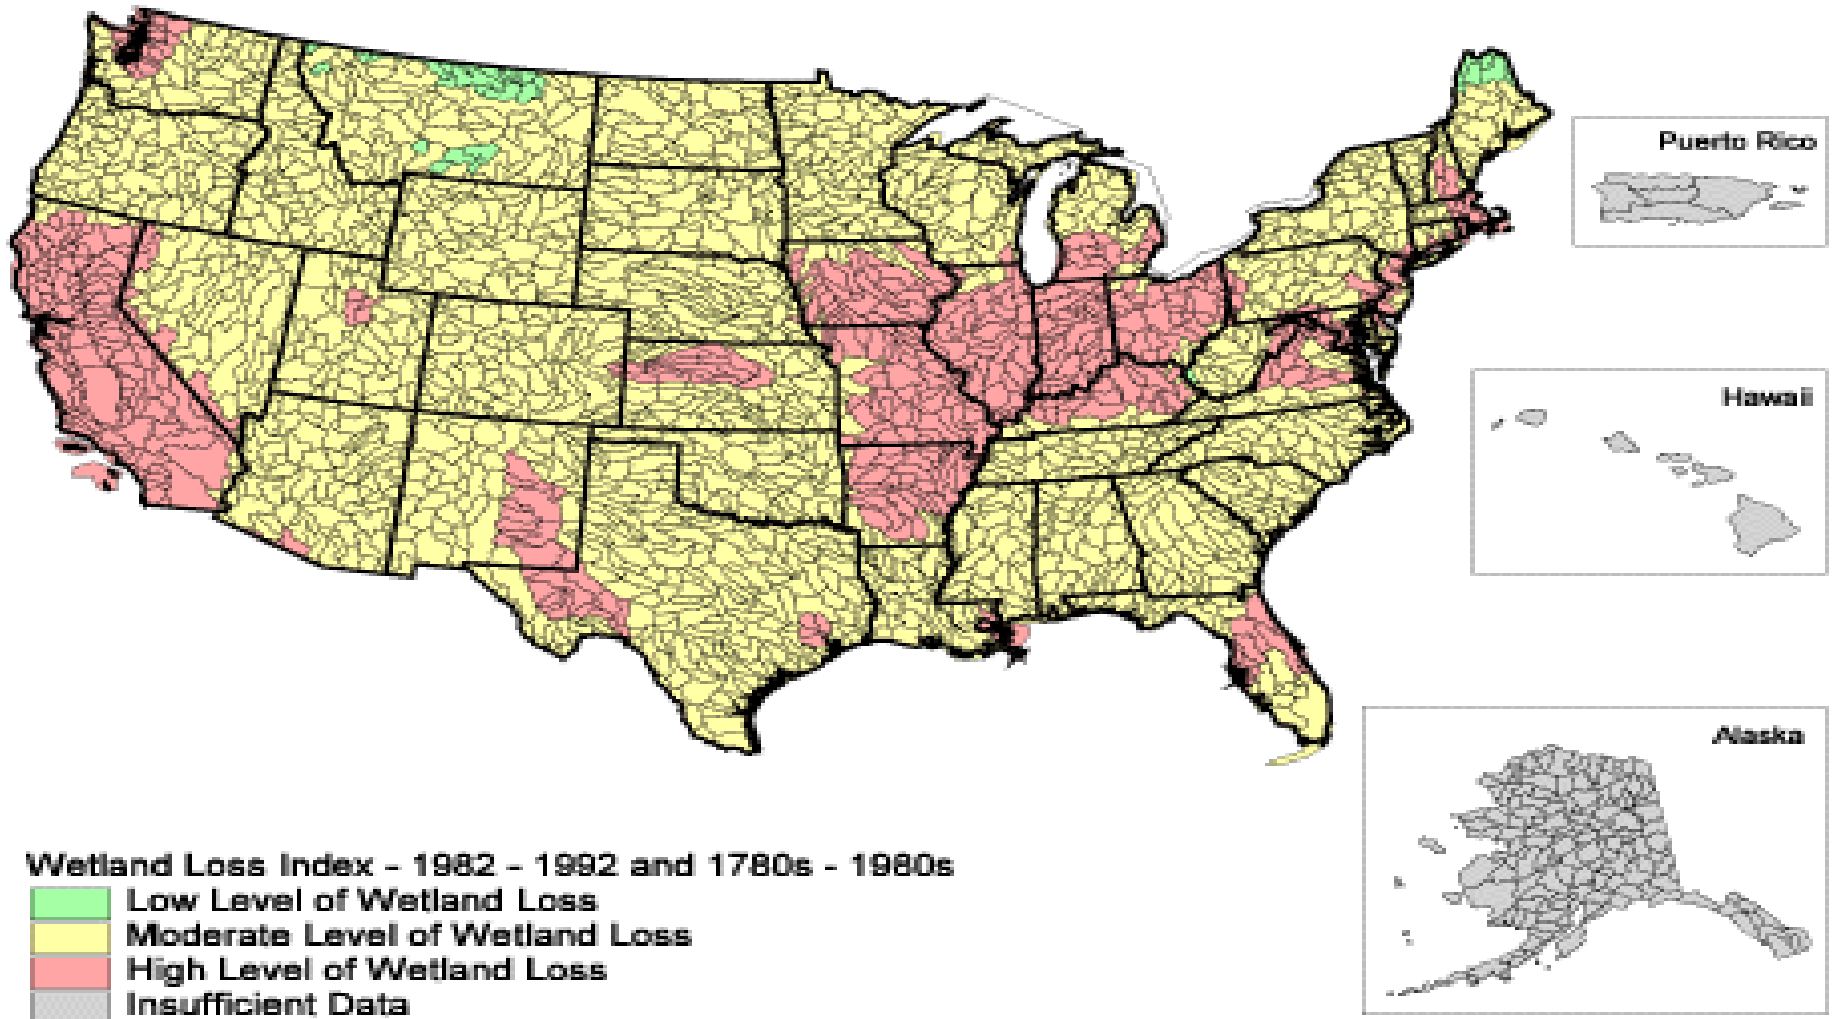 Puerto Rico
Hawaii
Alaska
Wetland Loss Index - 1982 - 1992 and 1780s - 1980s
Low Level of Wetland Loss
Moderate Level of Wetland Loss
High Level of Wetland Loss
Insufficient Data